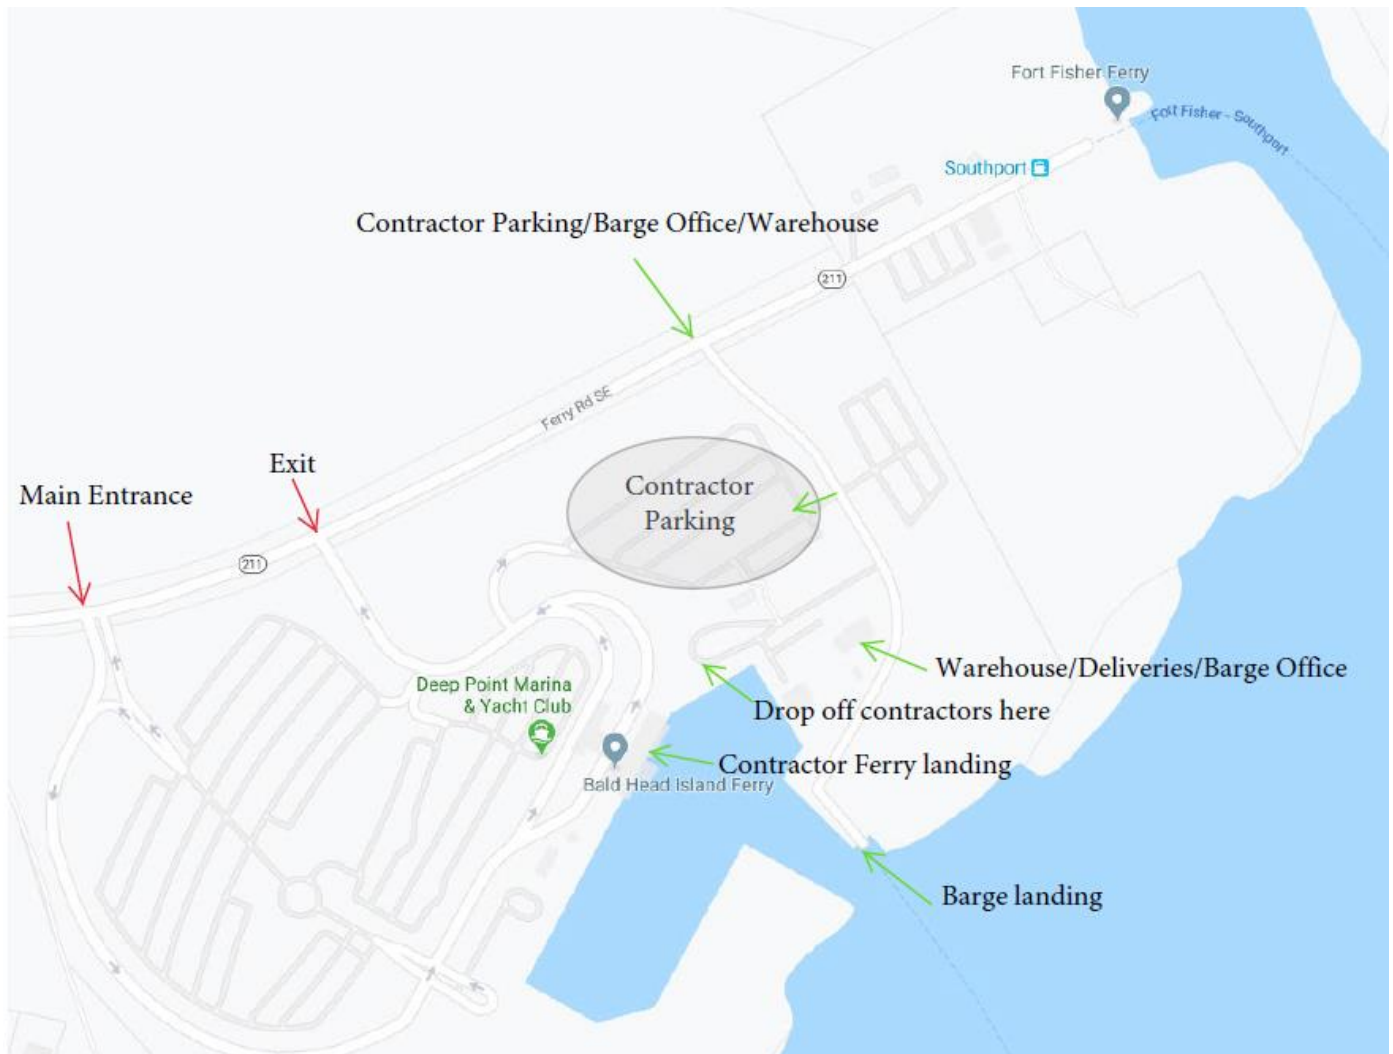 Fort Fisher Ferry
Fort Fisher - Southport
Southport
Contractor Parking/Barge Office/Warehouse
211
Ferry Rd SE
Exit
Main Entrance
Contractor
Parking
211
Warehouse/Deliveries/Barge Office
Deep Point Marina
& Yacht Club
Drop off contractors here
Contractor Ferry landing
Bald Head Island Ferry
Barge landing